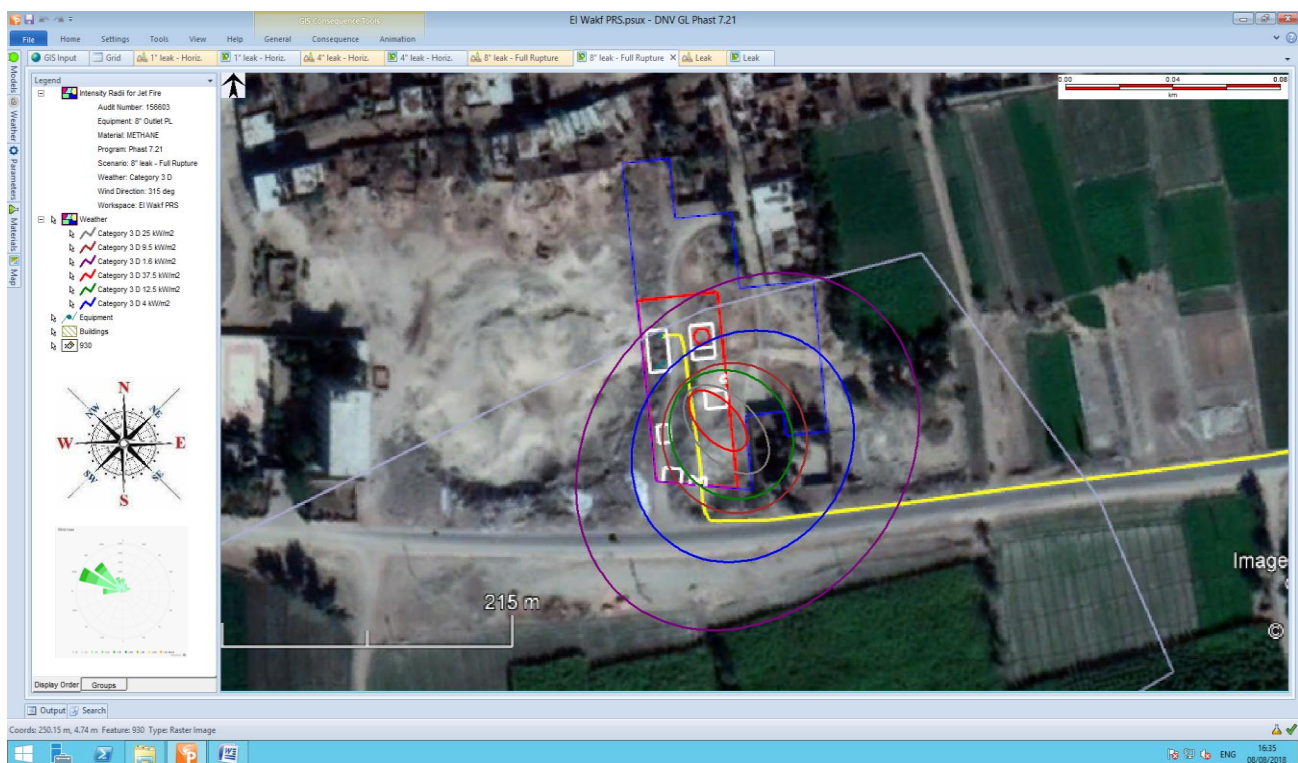 GIS Consequence Tools
El Wakf PRS.psux - DNV GL Phast 7.21
File Home Settings Tools View Help General Consequence Animation
GIS Input Grid 1" leak - Horiz. 1" leak - Horiz. 4" leak - Horiz. 4" leak - Horiz. 8" leak - Full Rupture 8" leak - Full Rupture X Leak Leak
Models Weather Parameters Materials Map
Legend
Intensity Radii for Jet Fire
Audit Number: 156603
Equipment: 8" Outlet PL
Material: METHANE
Program: Phast 7.21
Scenario: 8" leak - Full Rupture
Weather: Category 3 D
Wind Direction: 315 deg
Workspace: El Wakf PRS
Weather
Category 3 D 25 kW/m2
Category 3 D 9.5 kW/m2
Category 3 D 1.6 kW/m2
Category 3 D 37.5 kW/m2
Category 3 D 12.5 kW/m2
Category 3 D 4 kW/m2
Equipment
Buildings
930
N
NW NE
W E
SW SE
S
0.00 0.04 0.08
km
215 m
Image
©
Display Order Groups
Output Search
Coords: 250.15 m, 4.74 m Feature: 930 Type: Raster Image
ENG
16:35
08/08/2018